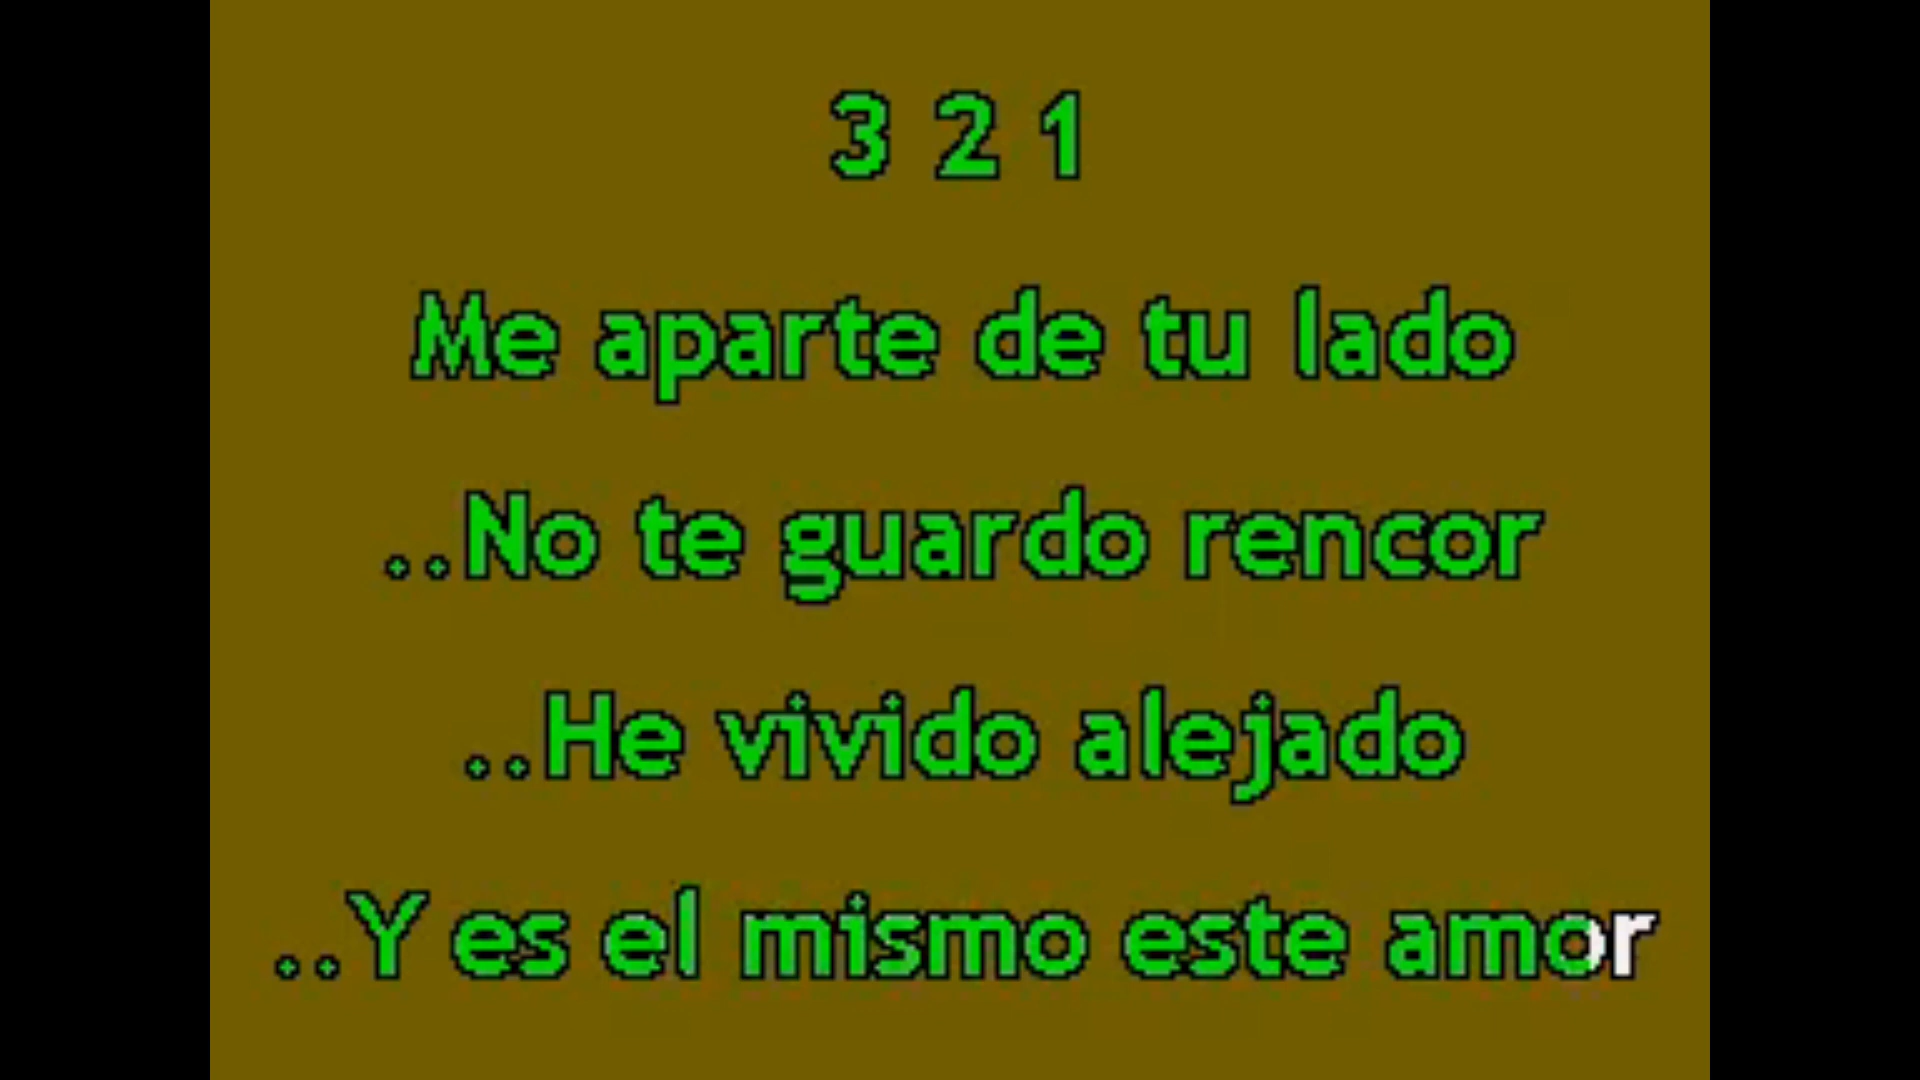 3 2 1
Me aparte de tu lado
..No te guardo rencor
..He vivido alejado
..Y es el mismo este amor